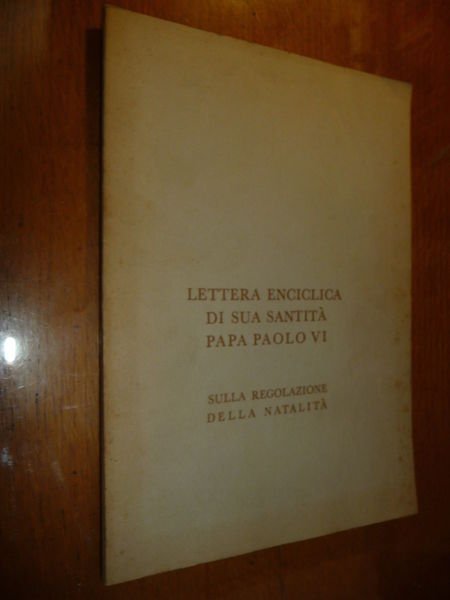 LETTERA ENCICLICA
DI SUA SANTITÀ
PAPA PAOLO VI
SULLA REGOLAZIONE
DELLA NATALITÀ